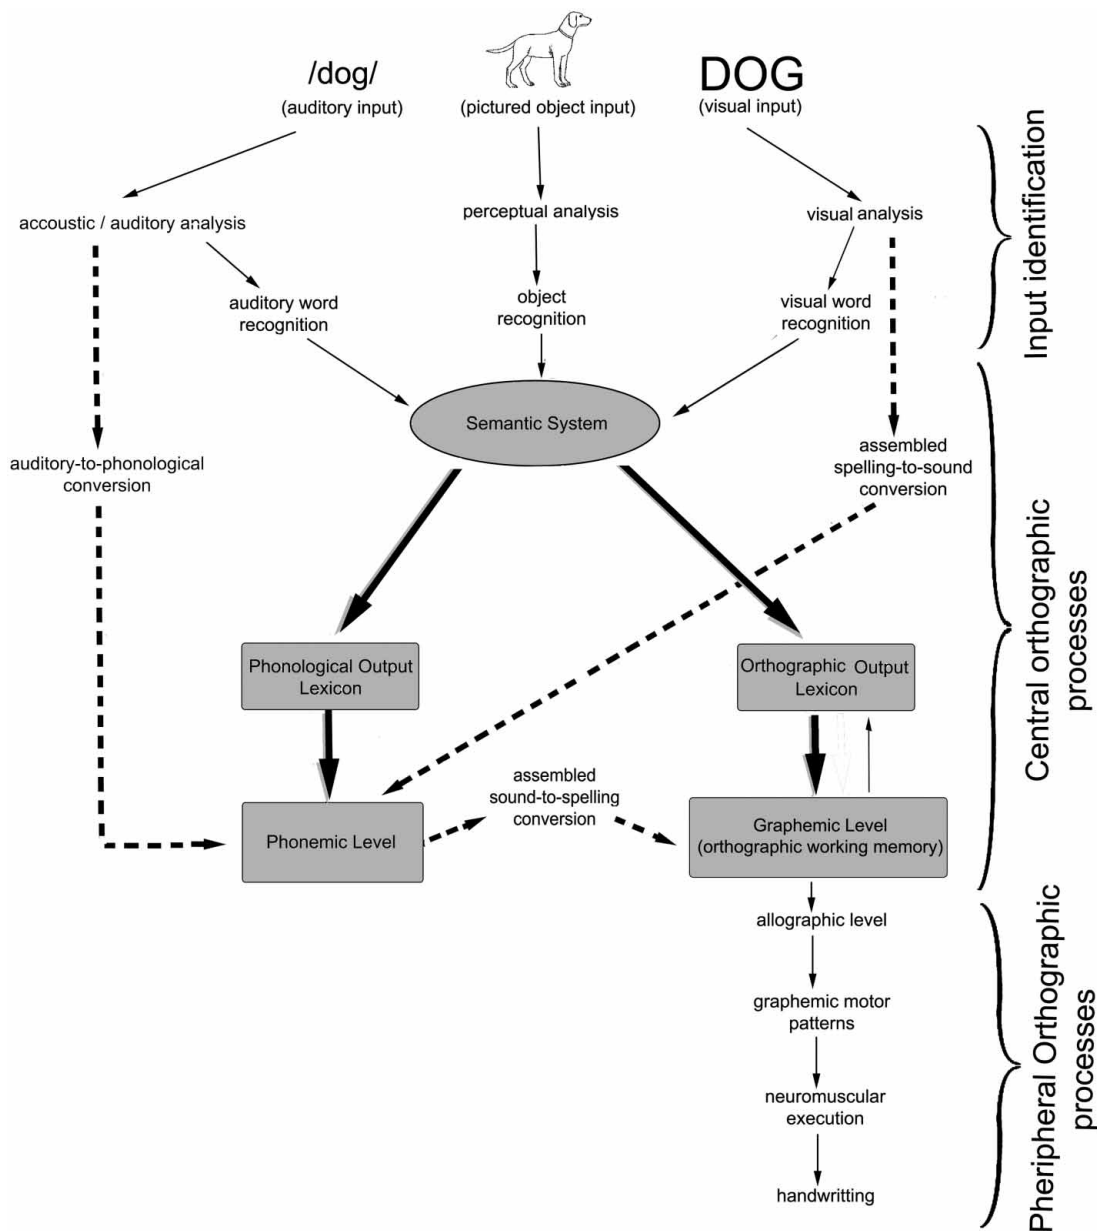 /dog/
(auditory input)
(pictured object input)
DOG
(visual input)
accoustic / auditory analysis
perceptual analysis
visual analysis
auditory word
recognition
object
recognition
visual word
recognition
Input identification
Semantic System
auditory-to-phonological
conversion
assembled
spelling-to-sound
conversion
Phonological Output
Lexicon
Orthographic Output
Lexicon
Central orthographic
processes
Phonemic Level
assembled
sound-to-spelling
conversion
Graphemic Level
(orthographic working memory)
allographic level
graphemic motor
patterns
neuromuscular
execution
handwritting
Pheripheral Orthographic
processes